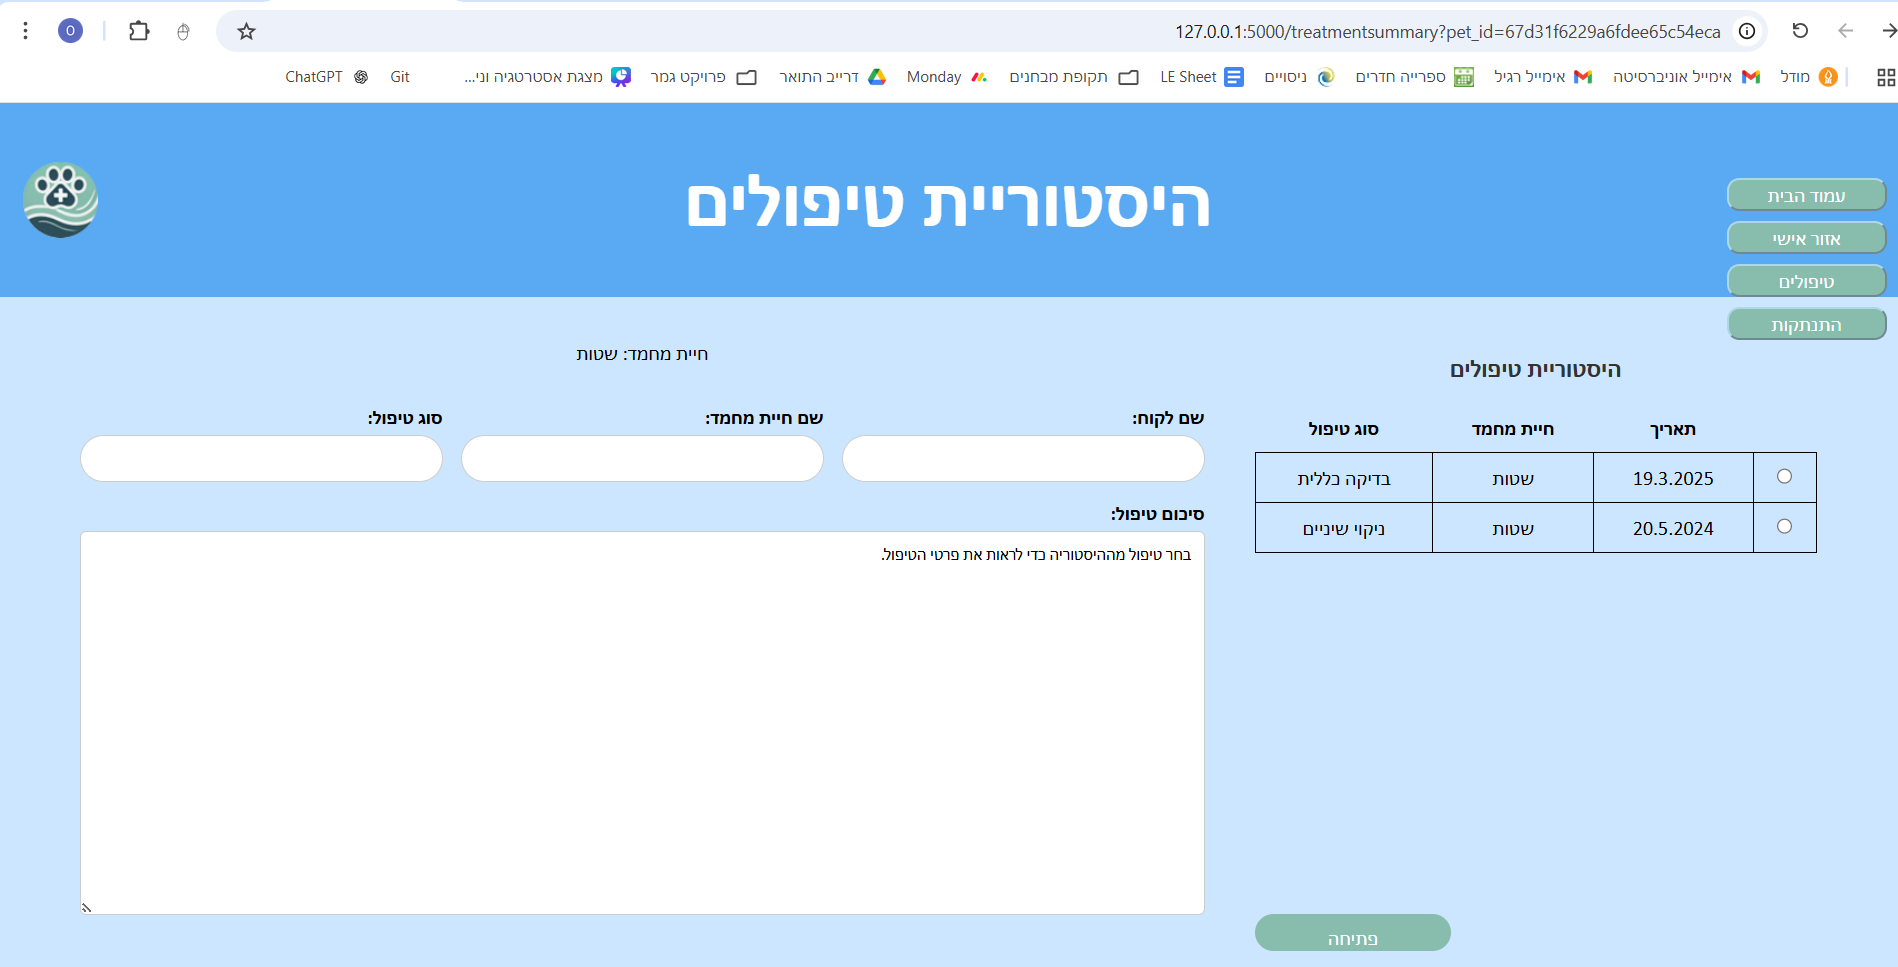 127.0.0.1:5000/treatmentsummary?pet_id=67d31f6229a6fdee65c54eca
O
מודל
אימייל אוניברסיטה
אימייל רגיל
ספרייה חדרים
ניסויים
LE Sheet
תקופת מבחנים
Monday
דרייב התואר
פרויקט גמר
מצגת אסטרטגיה וני...
Git
ChatGPT
היסטוריית טיפולים
עמוד הבית
אזור אישי
טיפולים
התנתקות
היסטוריית טיפולים
תאריך חיית מחמד סוג טיפול
19.3.2025 שטות בדיקה כללית
20.5.2024 שטות ניקוי שיניים
פתיחה
חיית מחמד: שטות
שם לקוח: שם חיית מחמד: סוג טיפול:
סיכום טיפול:
בחר טיפול מההיסטוריה כדי לראות את פרטי הטיפול.